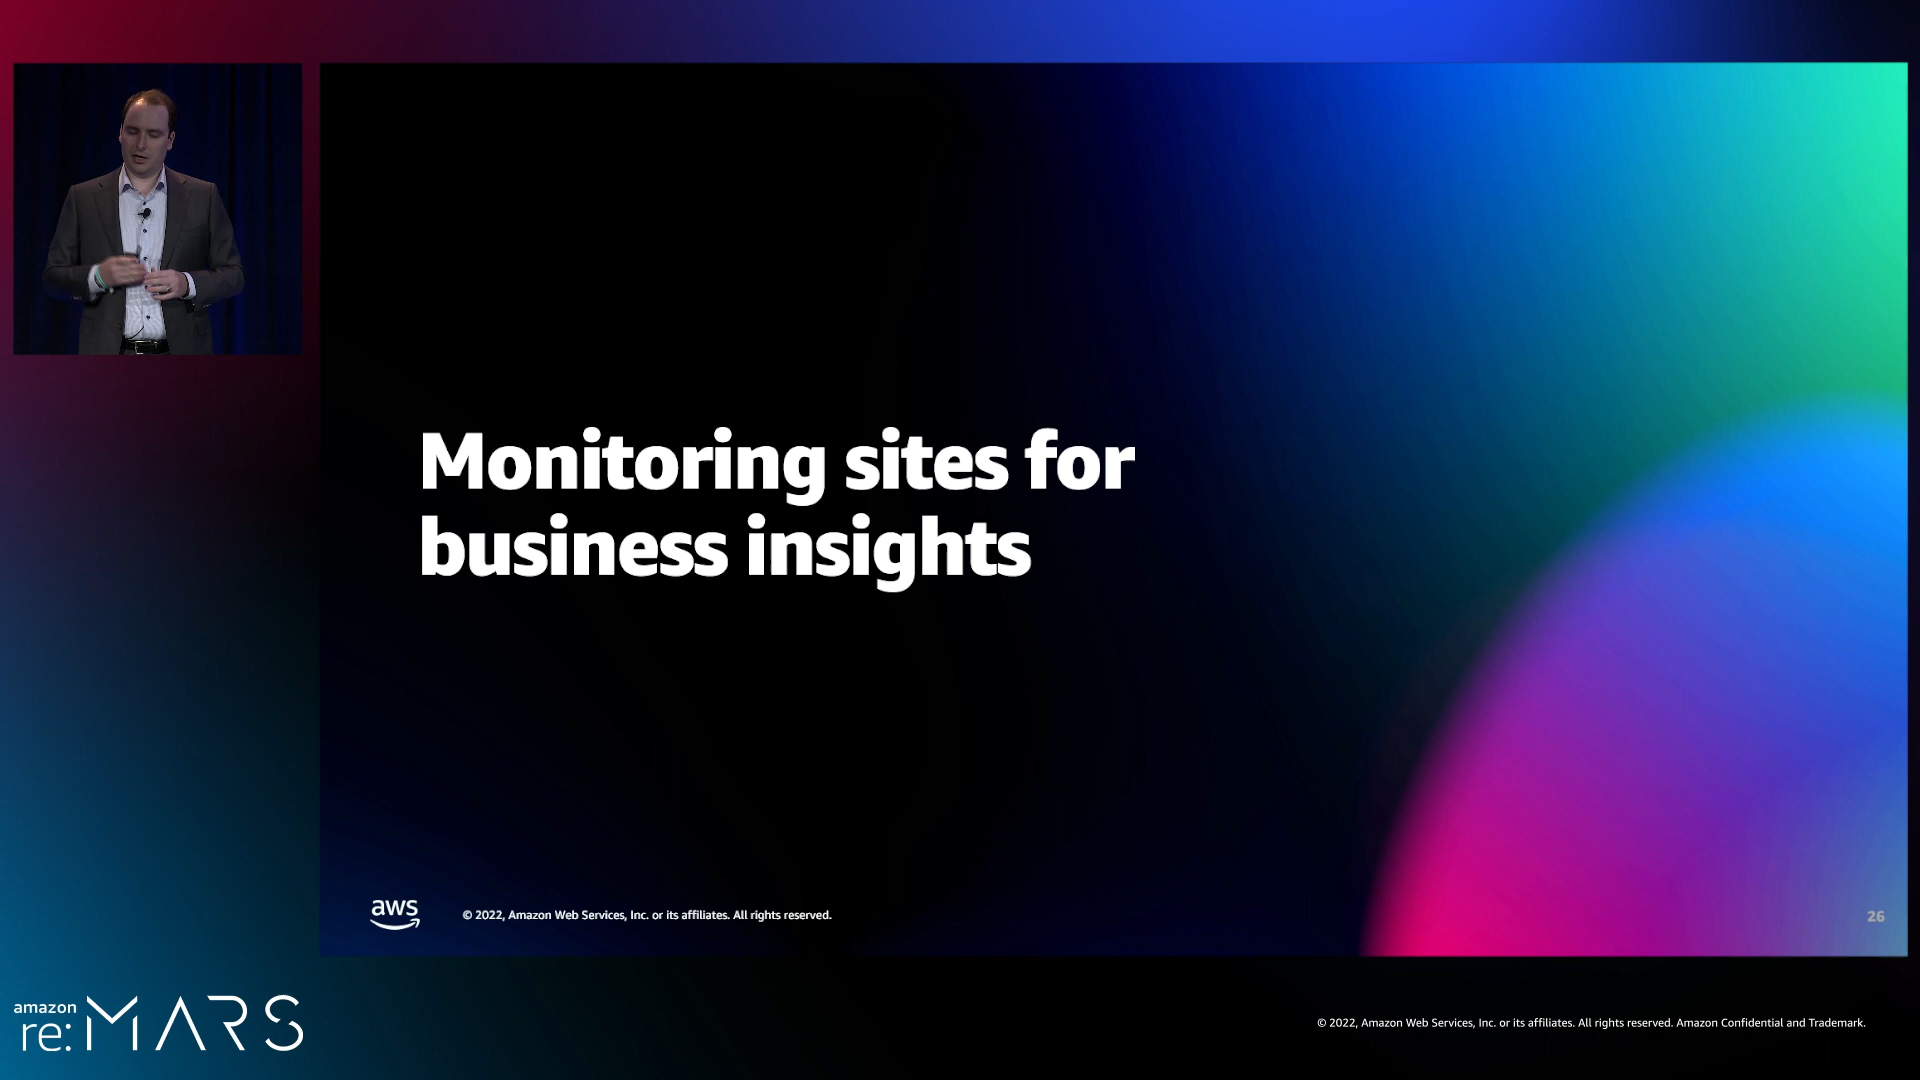 Monitoring sites for
business insights
aws
© 2022, Amazon Web Services, Inc. or its affiliates. All rights reserved.
26
amazon
re:MARS
© 2022, Amazon Web Services, Inc. or its affiliates. All rights reserved. Amazon Confidential and Trademark.